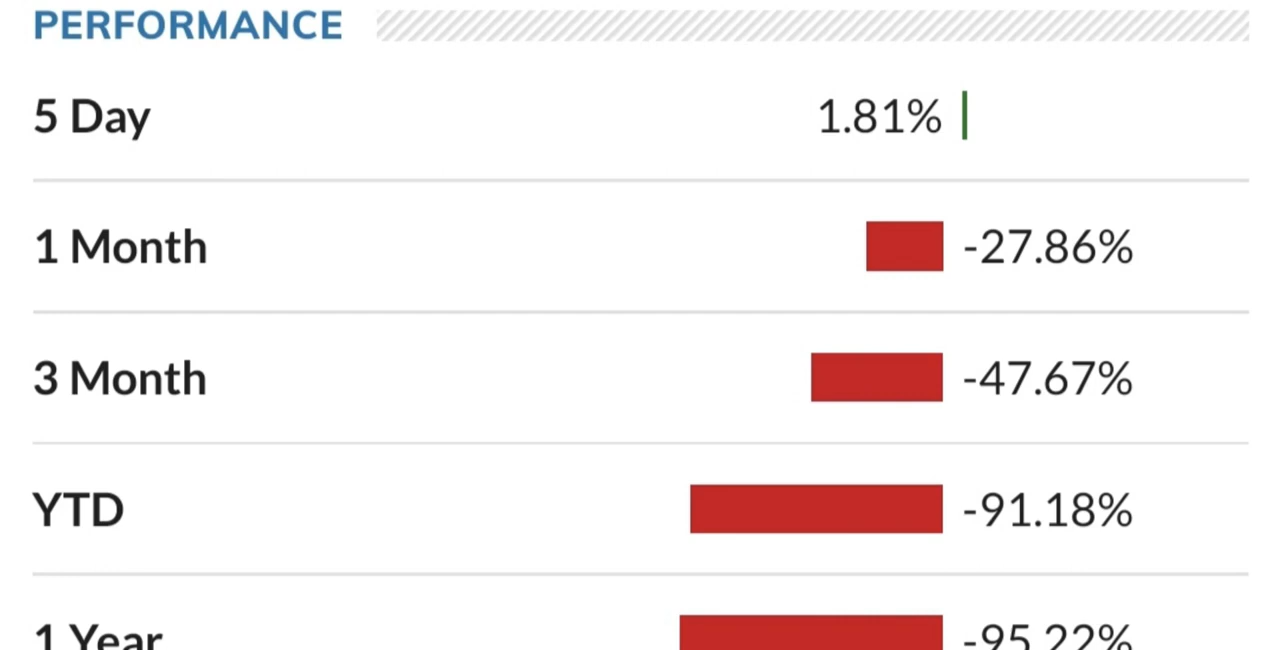 PERFORMANCE
5 Day 1.81%
1 Month -27.86%
3 Month -47.67%
YTD -91.18%
1 Year -95.22%